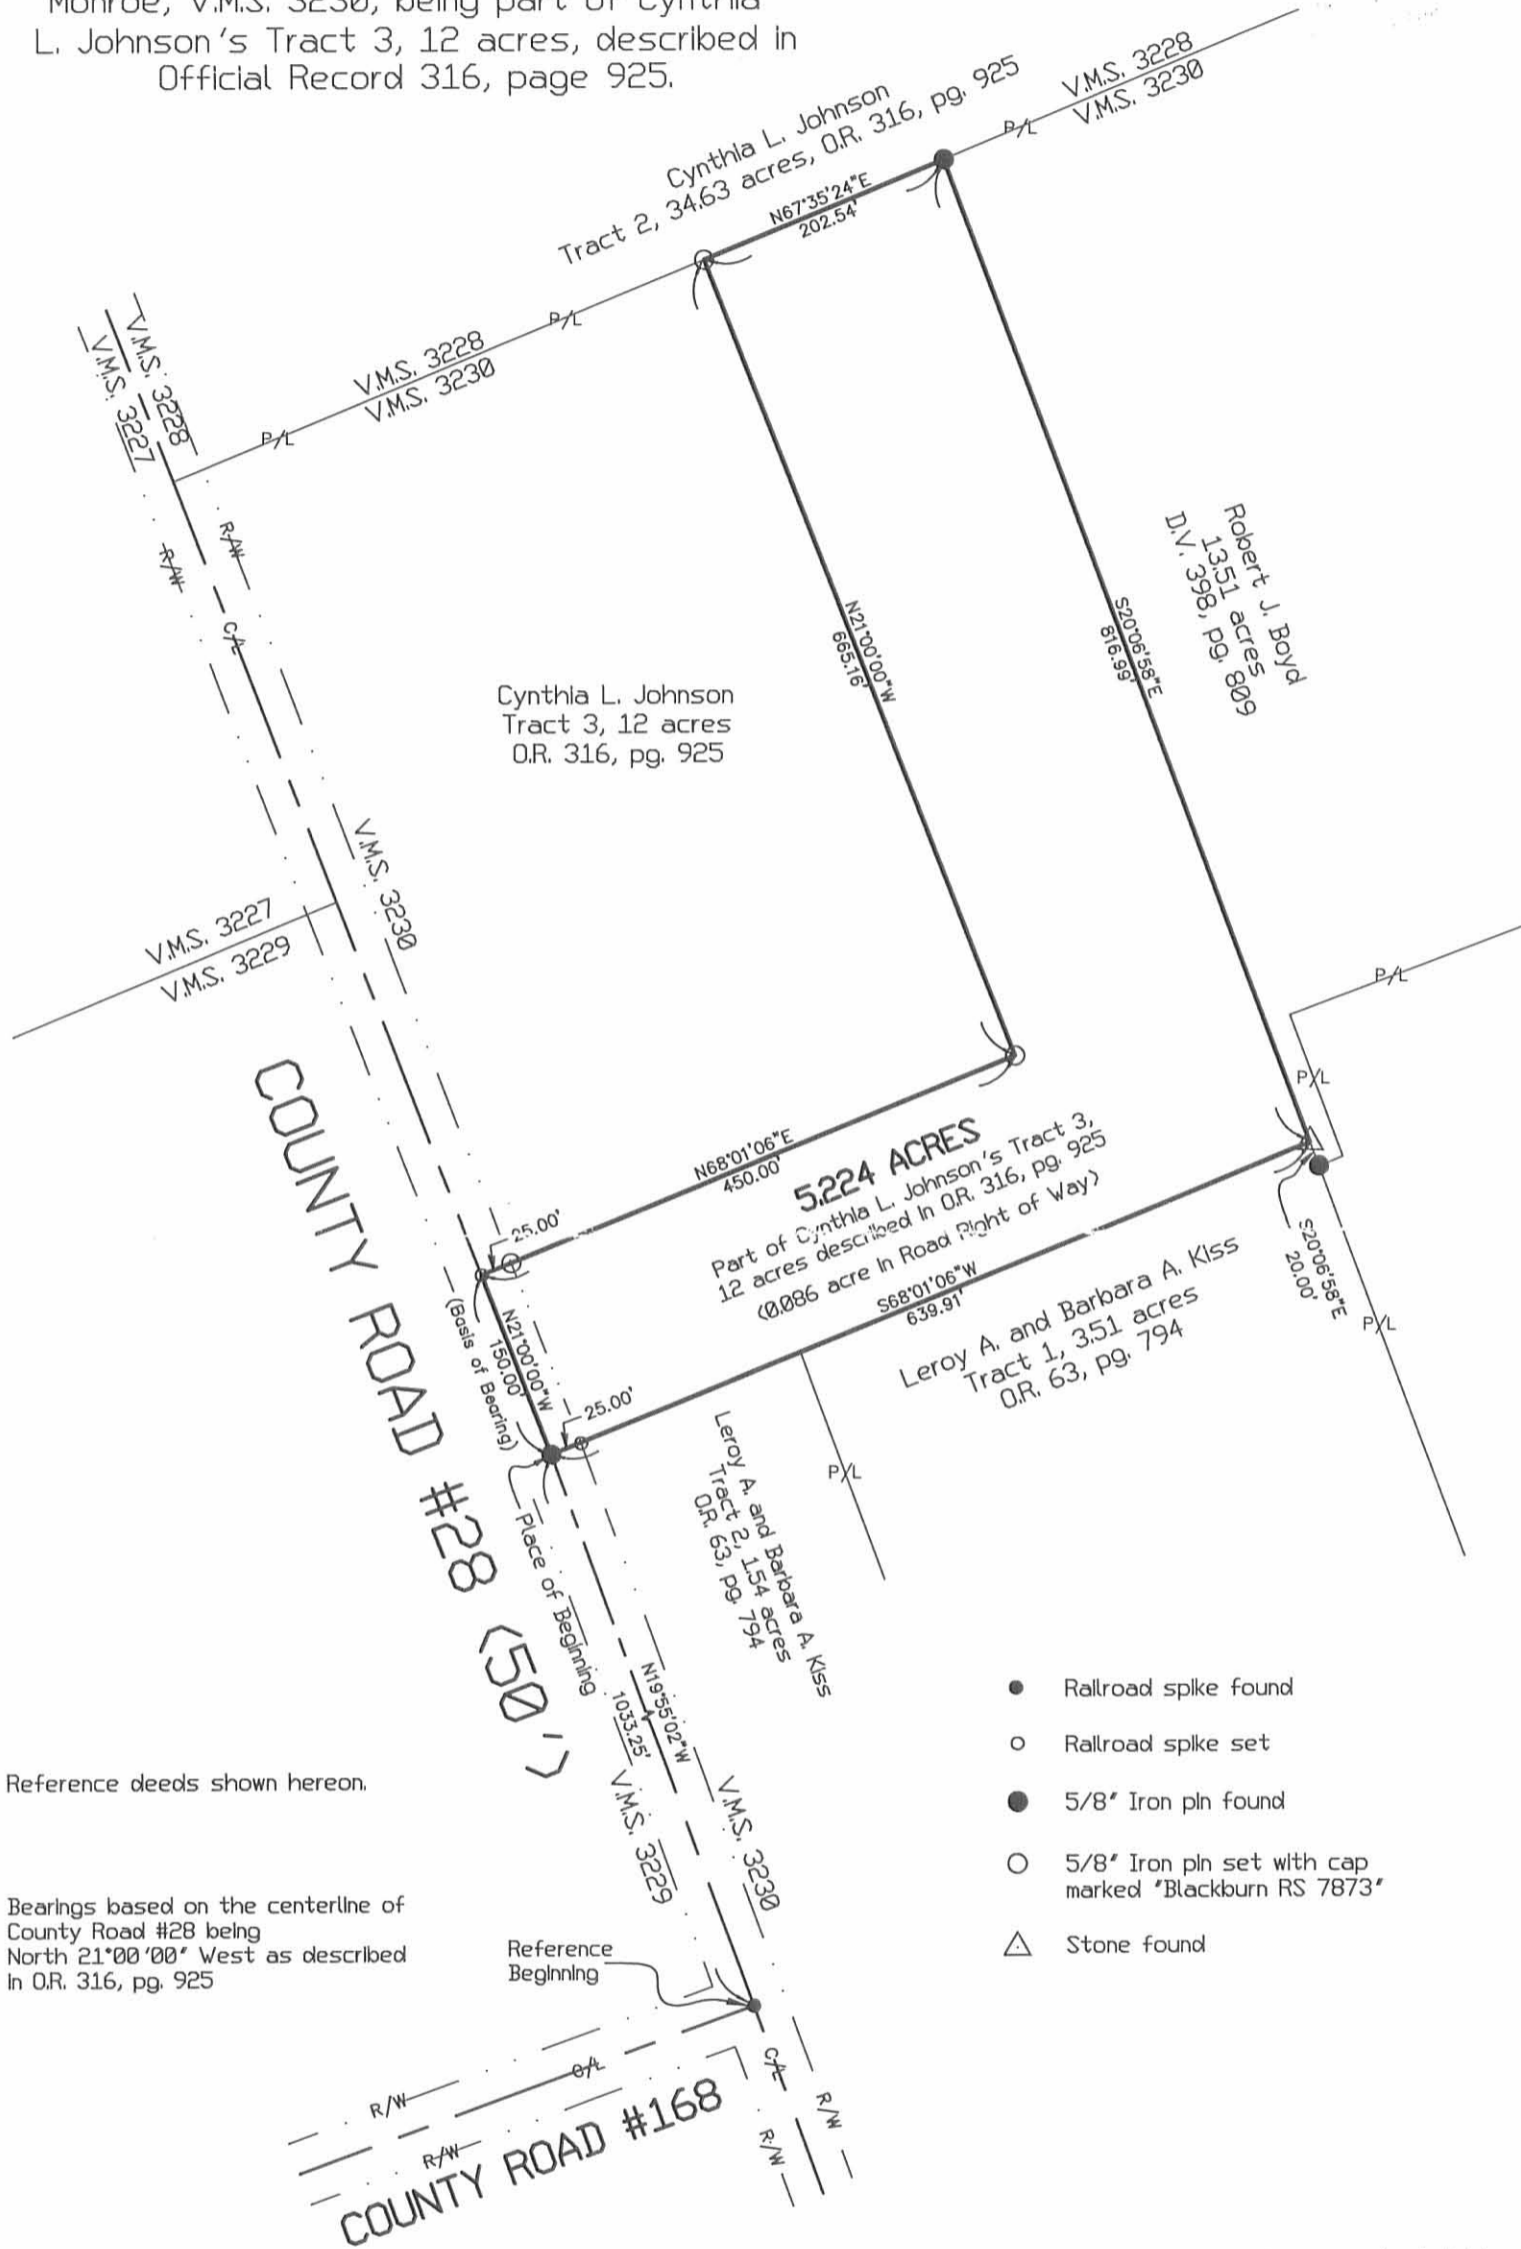 Monroe, V.M.S. 3230, being part of Cynthia
L. Johnson's Tract 3, 12 acres, described in
Official Record 316, page 925.
Cynthia L. Johnson
Tract 2, 34.63 acres, O.R. 316, pg. 925
V.M.S. 3228
V.M.S. 3230
P/L
N67°35'24"E
202.54'
P/L
V.M.S. 3228
V.M.S. 3230
P/L
V.M.S. 3228
V.M.S. 3227
R/W
R/W
C/L
Robert J. Boyd
13.51 acres
D.V. 398, pg. 809
N21°00'00"W
665.16'
S20°06'58"E
816.99'
Cynthia L. Johnson
Tract 3, 12 acres
O.R. 316, pg. 925
V.M.S. 3230
V.M.S. 3227
V.M.S. 3229
P/L
P/L
COUNTY ROAD #28 (50')
N68°01'06"E
450.00'
5.224 ACRES
Part of Cynthia L. Johnson's Tract 3,
12 acres described in O.R. 316, pg. 925
(0.086 acre in Road Right of Way)
25.00'
S68°01'06"W
639.91'
S20°06'58"E
20.00'
P/L
N21°00'00"W
150.00'
(Basis of Bearing)
25.00'
Leroy A. and Barbara A. Kiss
Tract 1, 3.51 acres
O.R. 63, pg. 794
P/L
Leroy A. and Barbara A. Kiss
Tract 2, 1.54 acres
O.R. 63, pg. 794
Place of Beginning
N19°55'02"W
1033.25'
V.M.S. 3229
V.M.S. 3230
Railroad spike found
Railroad spike set
5/8" Iron pin found
5/8" Iron pin set with cap
marked "Blackburn RS 7873"
Stone found
Reference deeds shown hereon.
Bearings based on the centerline of
County Road #28 being
North 21°00'00" West as described
in O.R. 316, pg. 925
Reference
Beginning
C/L
C/L
R/W
R/W
R/W
R/W
COUNTY ROAD #168